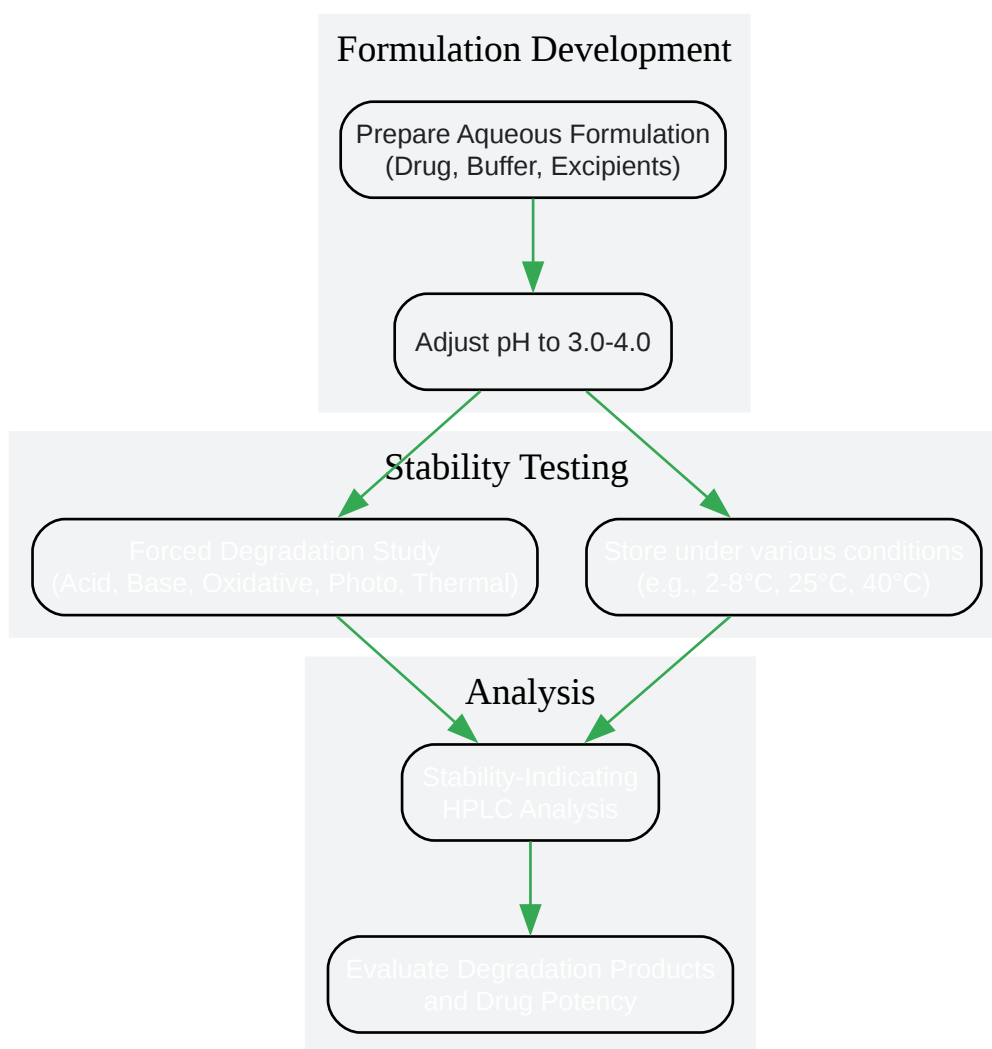 Formulation Development
Prepare Aqueous Formulation
(Drug, Buffer, Excipients)
Adjust pH to 3.0-4.0
Stability Testing
Forced Degradation Study
(Acid, Base, Oxidative, Photo, Thermal)
Store under various conditions
(e.g., 2-8°C, 25°C, 40°C)
Analysis
Stability-Indicating
HPLC Analysis
Evaluate Degradation Products
and Drug Potency